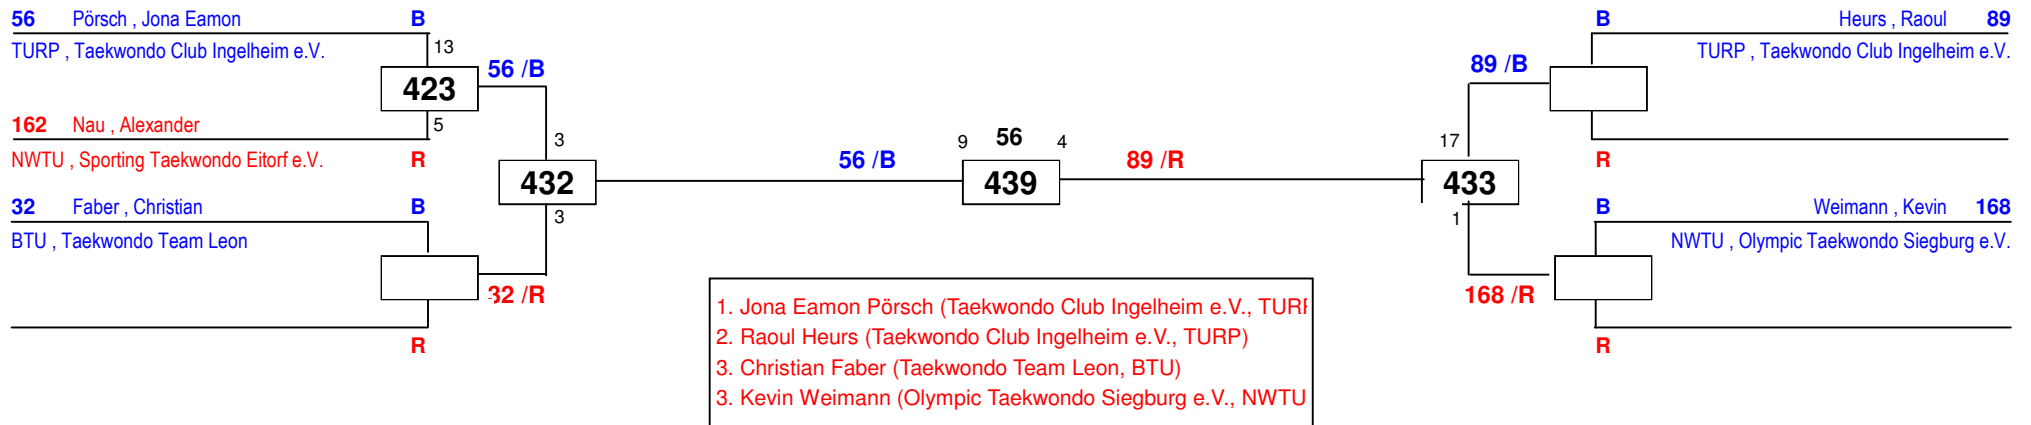 56 Pörsch , Jona Eamon B
TURP , Taekwondo Club Ingelheim e.V.
13
423
56 /B
5
162 Nau , Alexander
NWTU , Sporting Taekwondo Eitorf e.V. R
3
432
3
32 Faber , Christian B
BTU , Taekwondo Team Leon
32 /R
R
56 /B
9 56 4
439
89 /R
B Heurs , Raoul 89
TURP , Taekwondo Club Ingelheim e.V.
89 /B
R
17
433
1
B Weimann , Kevin 168
NWTU , Olympic Taekwondo Siegburg e.V.
168 /R
R
1. Jona Eamon Pörsch (Taekwondo Club Ingelheim e.V., TURP
2. Raoul Heurs (Taekwondo Club Ingelheim e.V., TURP)
3. Christian Faber (Taekwondo Team Leon, BTU)
3. Kevin Weimann (Olympic Taekwondo Siegburg e.V., NWTU